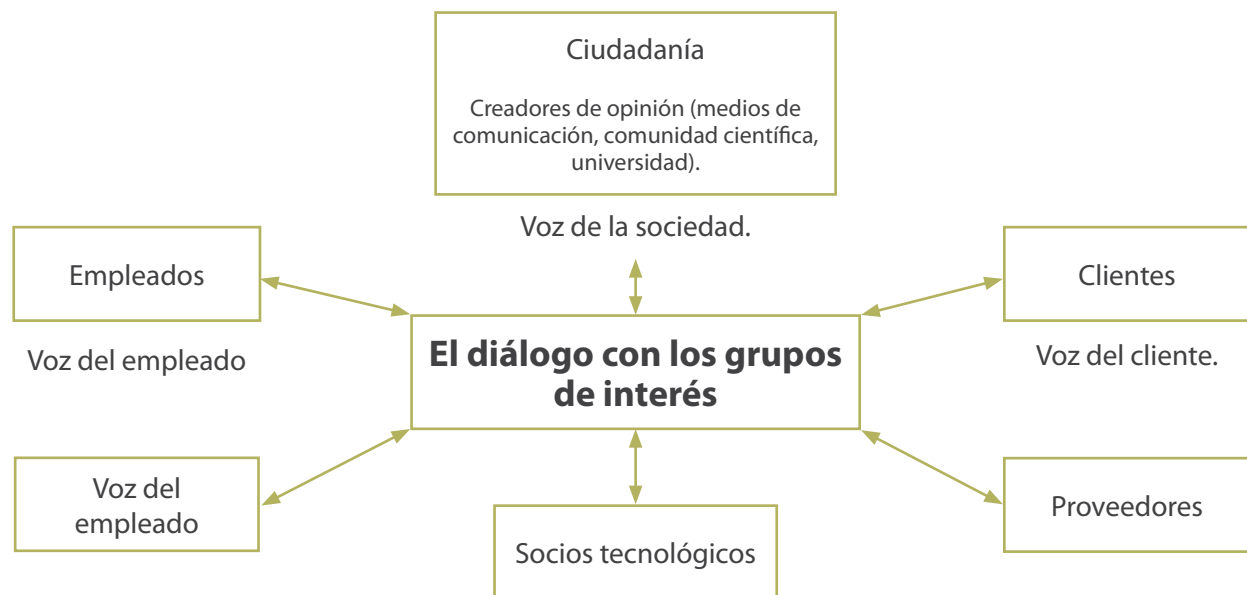 Ciudadanía
Creadores de opinión (medios de
comunicación, comunidad científica,
universidad).
Voz de la sociedad.
Empleados
Voz del empleado
Clientes
Voz del cliente.
El diálogo con los grupos
de interés
Voz del
empleado
Socios tecnológicos
Proveedores